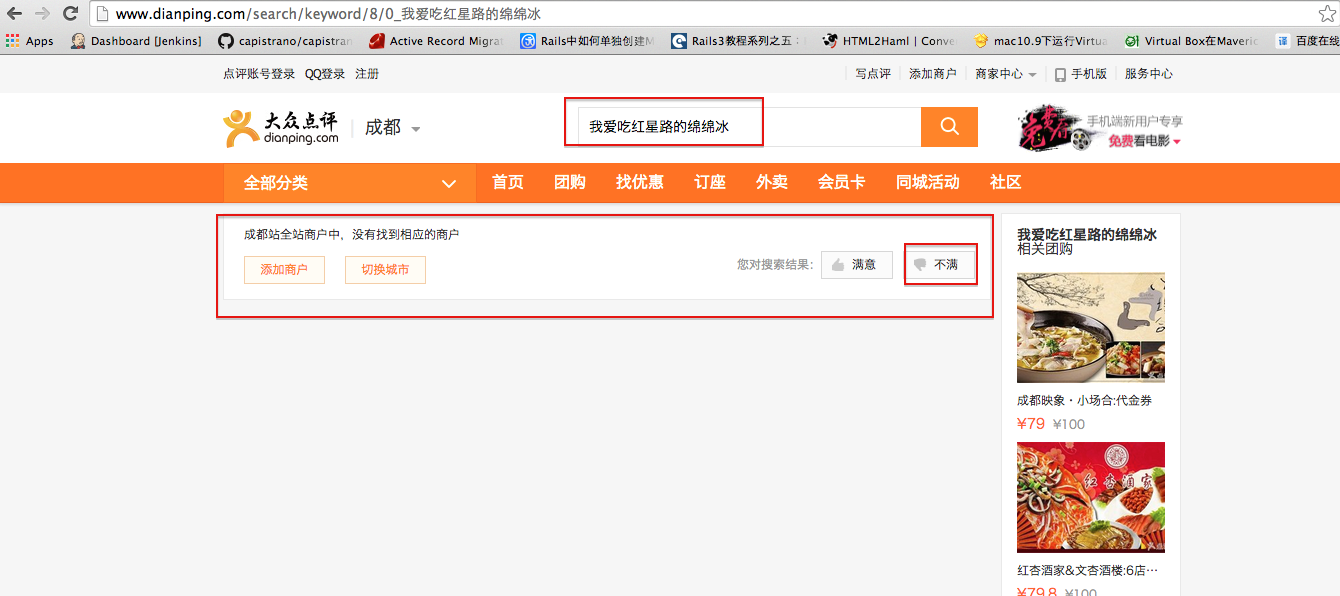 www.dianping.com/search/keyword/8/0_我爱吃红星路的绵绵冰
Apps Dashboard [Jenkins] capistrano/capistran Active Record Migrat Rails中如何单独创建M Rails3教程系列之五： HTML2Haml | Conve mac10.9下运行Virtua Virtual Box在Maveric 百度在线
点评账号登录 QQ登录 注册 写点评 添加商户 商家中心 手机版 服务中心
大众点评 dianping.com 成都 我爱吃红星路的绵绵冰 手机端新用户专享
免费看电影
全部分类 首页 团购 找优惠 订座 外卖 会员卡 同城活动 社区
成都站全站商户中，没有找到相应的商户
添加商户 切换城市 您对搜索结果： 满意 不满
我爱吃红星路的绵绵冰
相关团购
成都映象·小场合:代金券
¥79 ¥100
红杏酒家
红杏酒家&文杏酒楼:6店…
¥79.8 ¥100